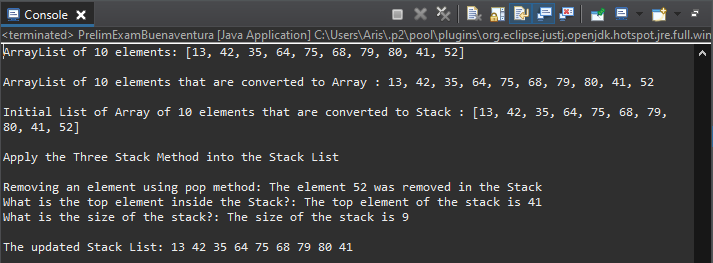 Console
<terminated> PrelimExamBuenaventura [Java Application] C:\Users\Aris\.p2\pool\plugins\org.eclipse.justj.openjdk.hotspot.jre.full.win
ArrayList of 10 elements: [13, 42, 35, 64, 75, 68, 79, 80, 41, 52]
ArrayList of 10 elements that are converted to Array : 13, 42, 35, 64, 75, 68, 79, 80, 41, 52
Initial List of Array of 10 elements that are converted to Stack : [13, 42, 35, 64, 75, 68, 79,
80, 41, 52]
Apply the Three Stack Method into the Stack List
Removing an element using pop method: The element 52 was removed in the Stack
What is the top element inside the Stack?: The top element of the stack is 41
What is the size of the stack?: The size of the stack is 9
The updated Stack List: 13 42 35 64 75 68 79 80 41